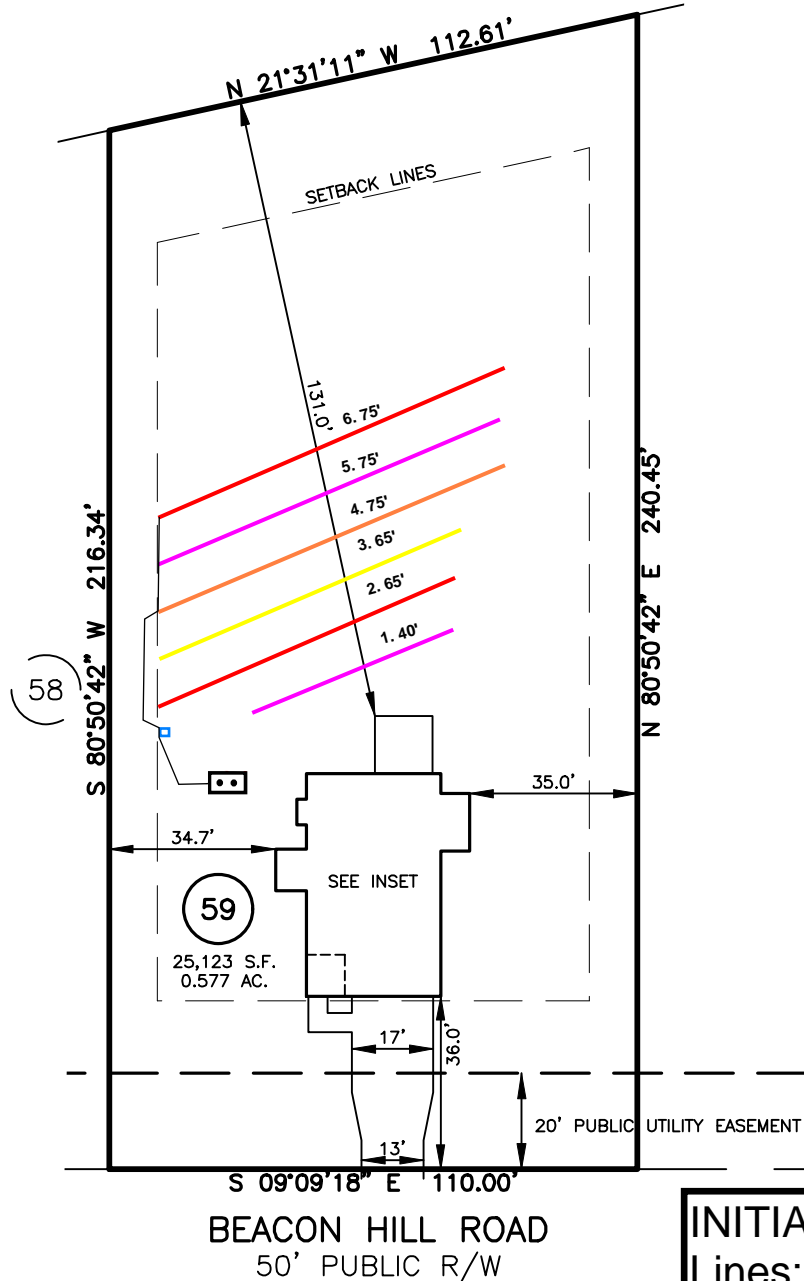 N 21°31'11" W 112.61'
SETBACK LINES
131.0'
6.75'
5.75'
4.75'
3.65'
2.65'
1.40'
S 80°50'42" W 216.34'
N 80°50'42" E 240.45'
58
35.0'
34.7'
SEE INSET
59
25,123 S.F.
0.577 AC.
17'
36.0'
20' PUBLIC UTILITY EASEMENT
13'
S 09°09'18" E 110.00'
BEACON HILL ROAD
50' PUBLIC R/W
INITIA
Lines: